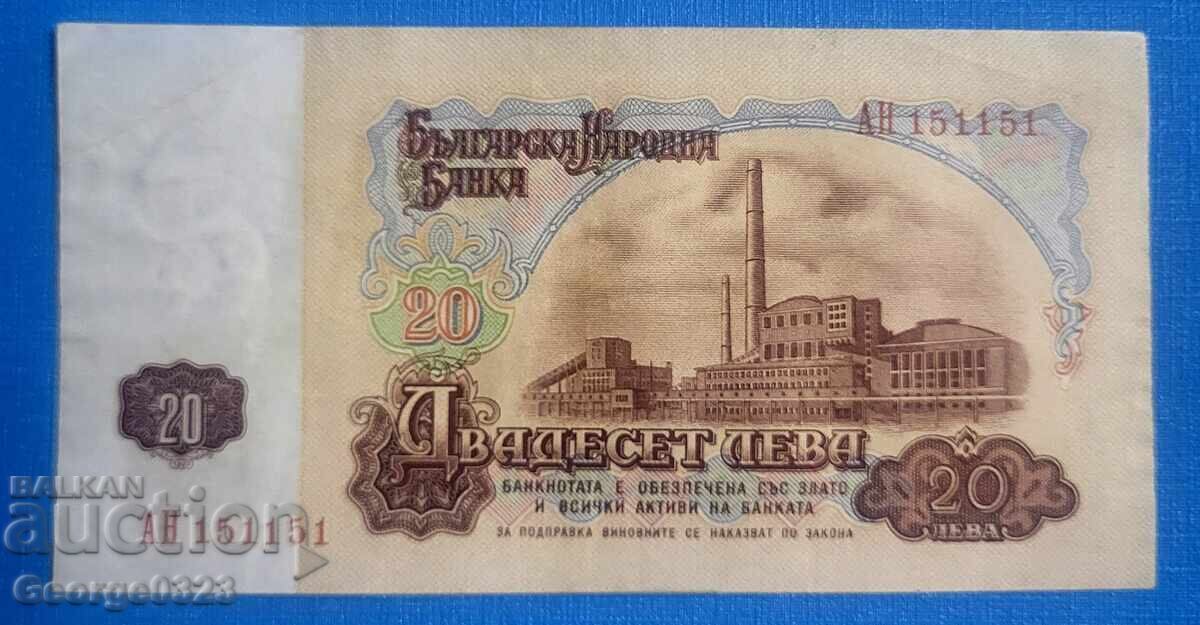 БЪЛГАРСКА НАРОДНА
БАНКА
АН 151151
20
20
ДВАДЕСЕТ ЛЕВА
БАНКНОТАТА Е ОБЕЗПЕЧЕНА СЪС ЗЛАТО
И ВСИЧКИ АКТИВИ НА БАНКАТА
ЗА ПОДПРАВКА ВИНОВНИТЕ СЕ НАКАЗВАТ ПО ЗАКОНА
20
ЛЕВА
АН 151151
BALKAN
auction
George0323